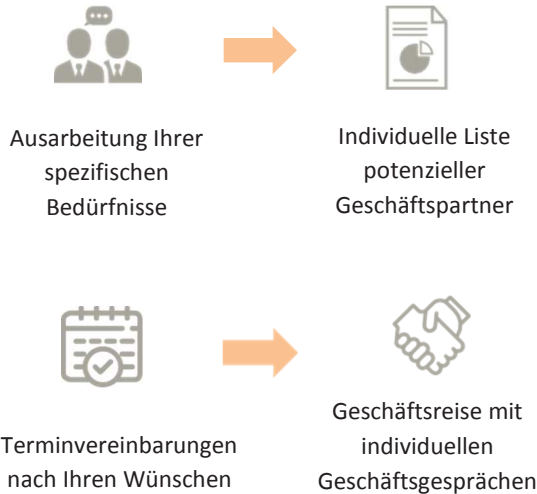 Ausarbeitung Ihrer
spezifischen
Bedürfnisse
Individuelle Liste
potenzieller
Geschäftspartner
Terminvereinbarungen
nach Ihren Wünschen
Geschäftsreise mit
individuellen
Geschäftsgesprächen